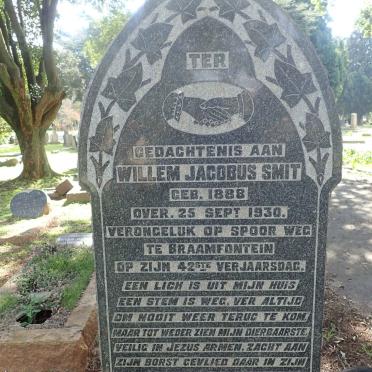 TER
GEDACHTENIS AAN
WILLEM JACOBUS SMIT
GEB. 1888
OVER. 25 SEPT 1930.
VERONGELUK OP SPOOR WEG
TE BRAAMFONTEIN
OP ZIJN 42STE VERJAARSDAG.
EEN LICH IS UIT MIJN HUIS
EEN STEM IS WEG, VER ALTIJD
OM NOOIT WEER TERUG TE KOM,
MAAR TOT WEDER ZIEN MIJN DIERBAARSTE,
VEILIG IN JEZUS ARMEN, ZACHT AAN
ZIJN BORST GEVLIED DAAR IN ZIJN